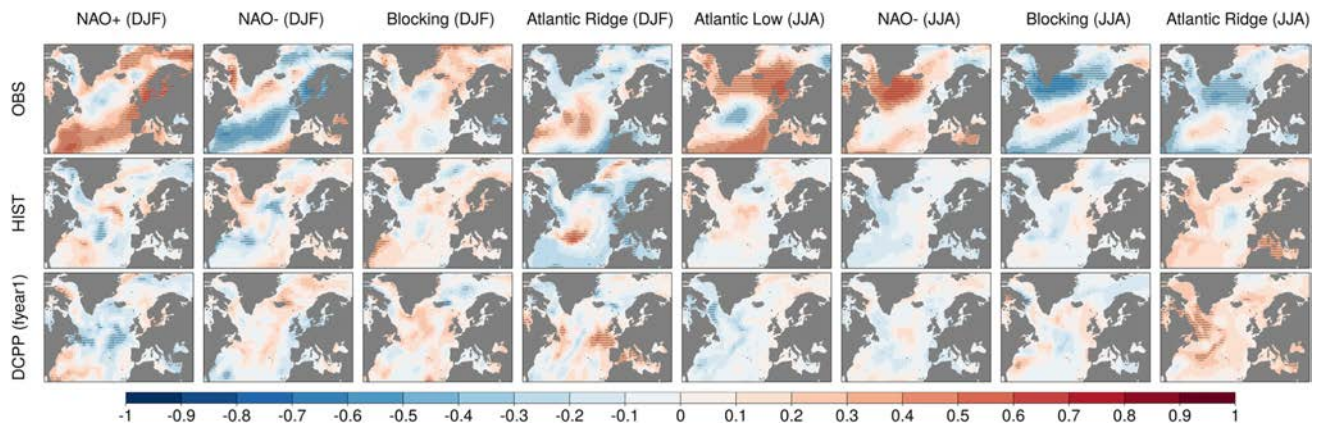 NAO+ (DJF) NAO- (DJF) Blocking (DJF) Atlantic Ridge (DJF) Atlantic Low (JJA) NAO- (JJA) Blocking (JJA) Atlantic Ridge (JJA)
OBS
HIST
DCPP (fyear1)
-1 -0.9 -0.8 -0.7 -0.6 -0.5 -0.4 -0.3 -0.2 -0.1 0 0.1 0.2 0.3 0.4 0.5 0.6 0.7 0.8 0.9 1